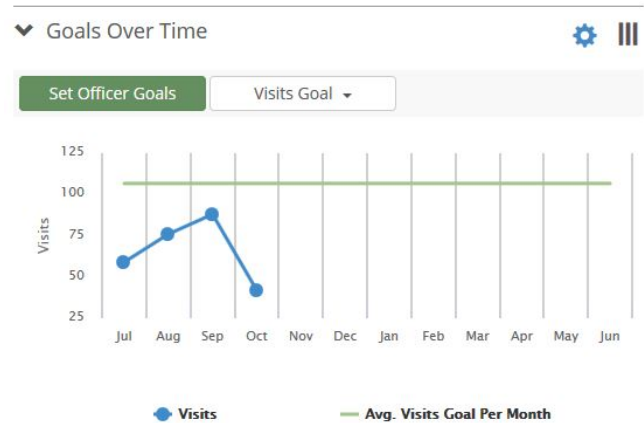 Goals Over Time
Set Officer Goals
Visits Goal
125
100
75
50
25
Visits
Jul Aug Sep Oct Nov Dec Jan Feb Mar Apr May Jun
Visits Avg. Visits Goal Per Month